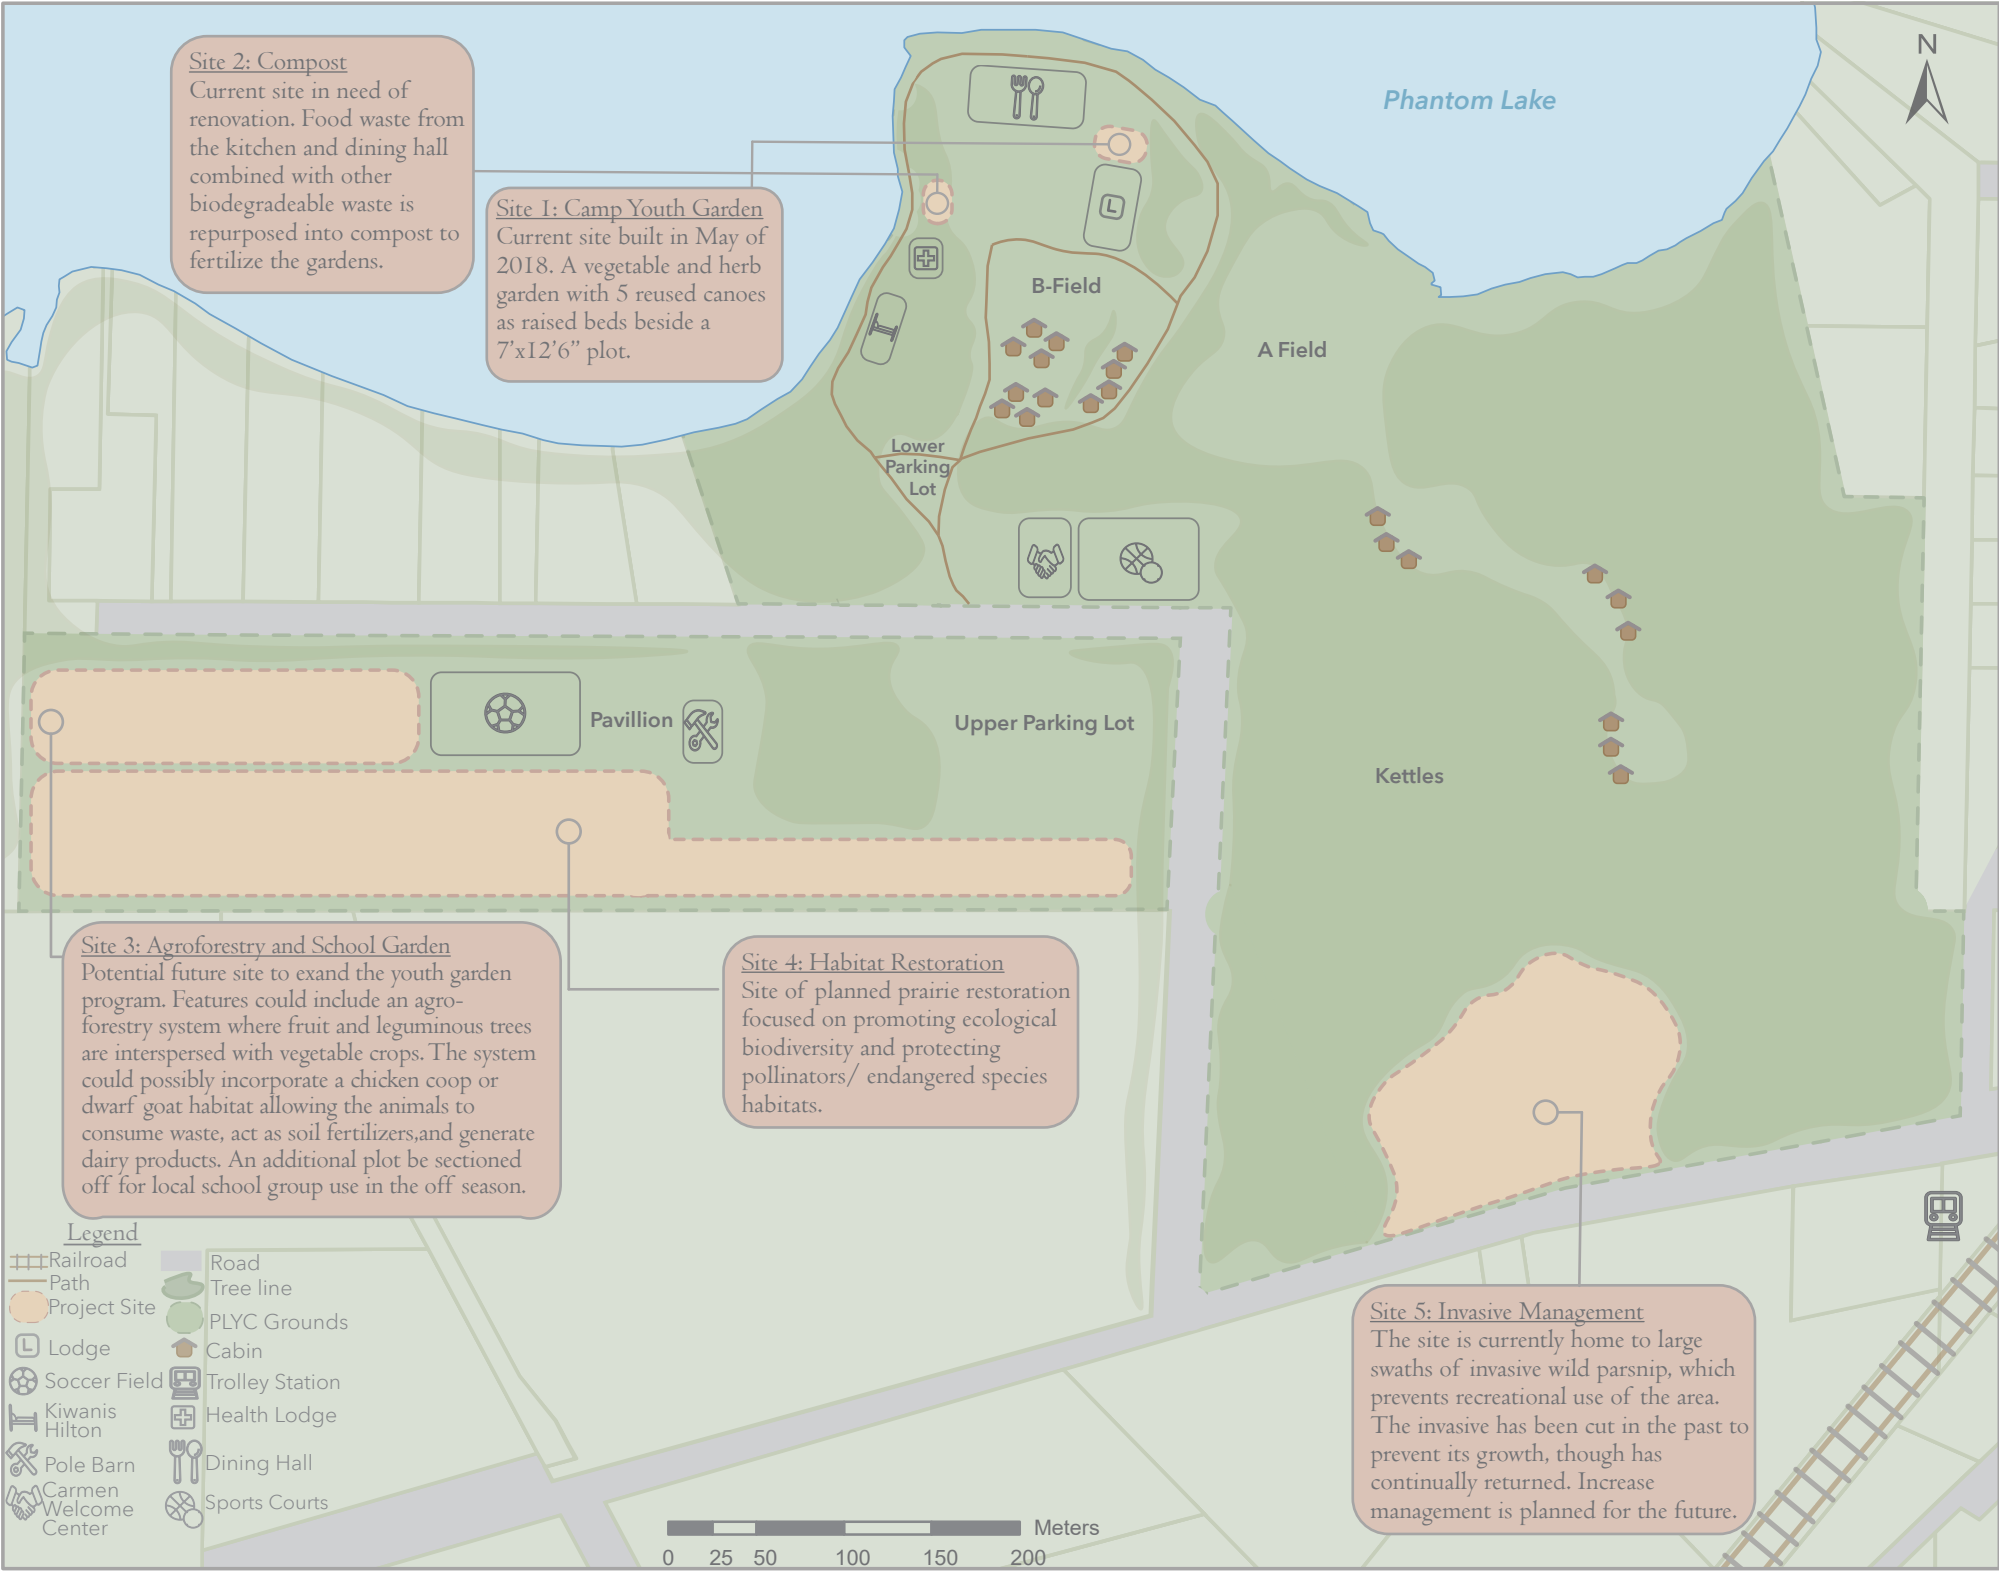 Site 2: Compost
Current site in need of
renovation. Food waste from
the kitchen and dining hall
combined with other
biodegradeable waste is
repurposed into compost to
fertilize the gardens.
Site 1: Camp Youth Garden
Current site built in May of
2018. A vegetable and herb
garden with 5 reused canoes
as raised beds beside a
7'x12'6" plot.
Phantom Lake
N
L
B-Field
A Field
Lower
Parking
Lot
Pavillion
Upper Parking Lot
Kettles
Site 3: Agroforestry and School Garden
Potential future site to exand the youth garden
program. Features could include an agro-
forestry system where fruit and leguminous trees
are interspersed with vegetable crops. The system
could possibly incorporate a chicken coop or
dwarf goat habitat allowing the animals to
consume waste, act as soil fertilizers,and generate
dairy products. An additional plot be sectioned
off for local school group use in the off season.
Site 4: Habitat Restoration
Site of planned prairie restoration
focused on promoting ecological
biodiversity and protecting
pollinators/ endangered species
habitats.
Site 5: Invasive Management
The site is currently home to large
swaths of invasive wild parsnip, which
prevents recreational use of the area.
The invasive has been cut in the past to
prevent its growth, though has
continually returned. Increase
management is planned for the future.
Legend
Railroad
Path
Project Site
L Lodge
Soccer Field
Kiwanis
Hilton
Pole Barn
Carmen
Welcome
Center
Road
Tree line
PLYC Grounds
Cabin
Trolley Station
Health Lodge
Dining Hall
Sports Courts
Meters
0 25 50 100 150 200